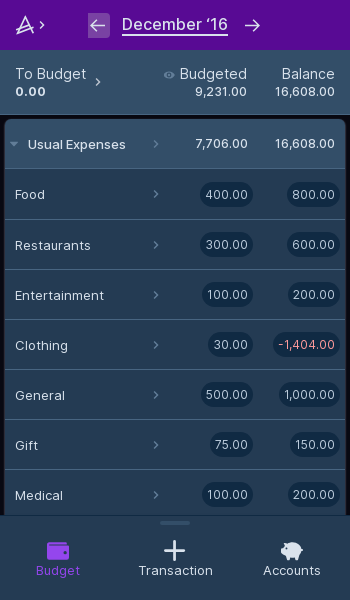 December ‘16
To Budget Budgeted Balance
0.00 9,231.00 16,608.00
Usual Expenses 7,706.00 16,608.00
Food 400.00 800.00
Restaurants 300.00 600.00
Entertainment 100.00 200.00
Clothing 30.00 -1,404.00
General 500.00 1,000.00
Gift 75.00 150.00
Medical 100.00 200.00
Budget Transaction Accounts